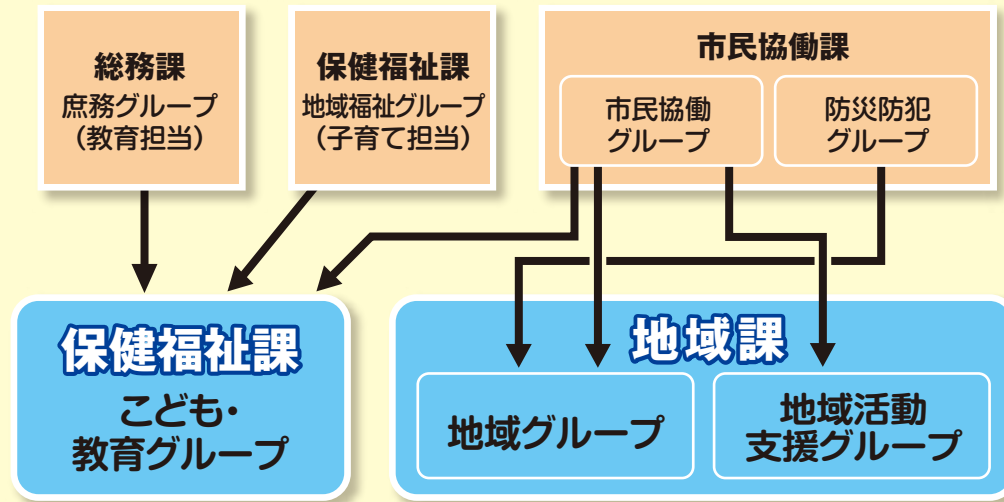 総務課
庶務グループ
（教育担当）
保健福祉課
地域福祉グループ
（子育て担当）
市民協働課
市民協働
グループ
防災防犯
グループ
保健福祉課
こども・
教育グループ
地域課
地域グループ
地域活動
支援グループ